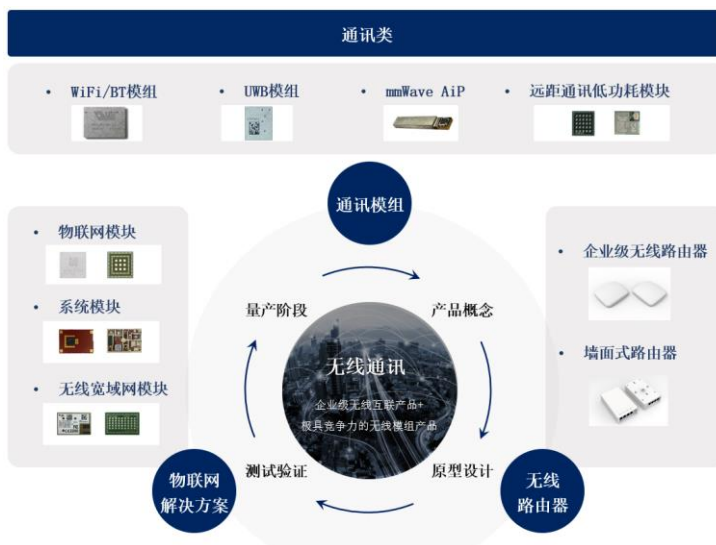 通讯类
• WiFi/BT模组
• UWB模组
• mmWave AiP
• 远距通讯低功耗模块
通讯模组
• 物联网模块
• 系统模块
• 无线宽域网模块
• 企业级无线路由器
• 墙面式路由器
量产阶段
产品概念
无线通讯
企业级无线互联产品+
极具竞争力的无线模组产品
测试验证
原型设计
物联网
解决方案
无线
路由器